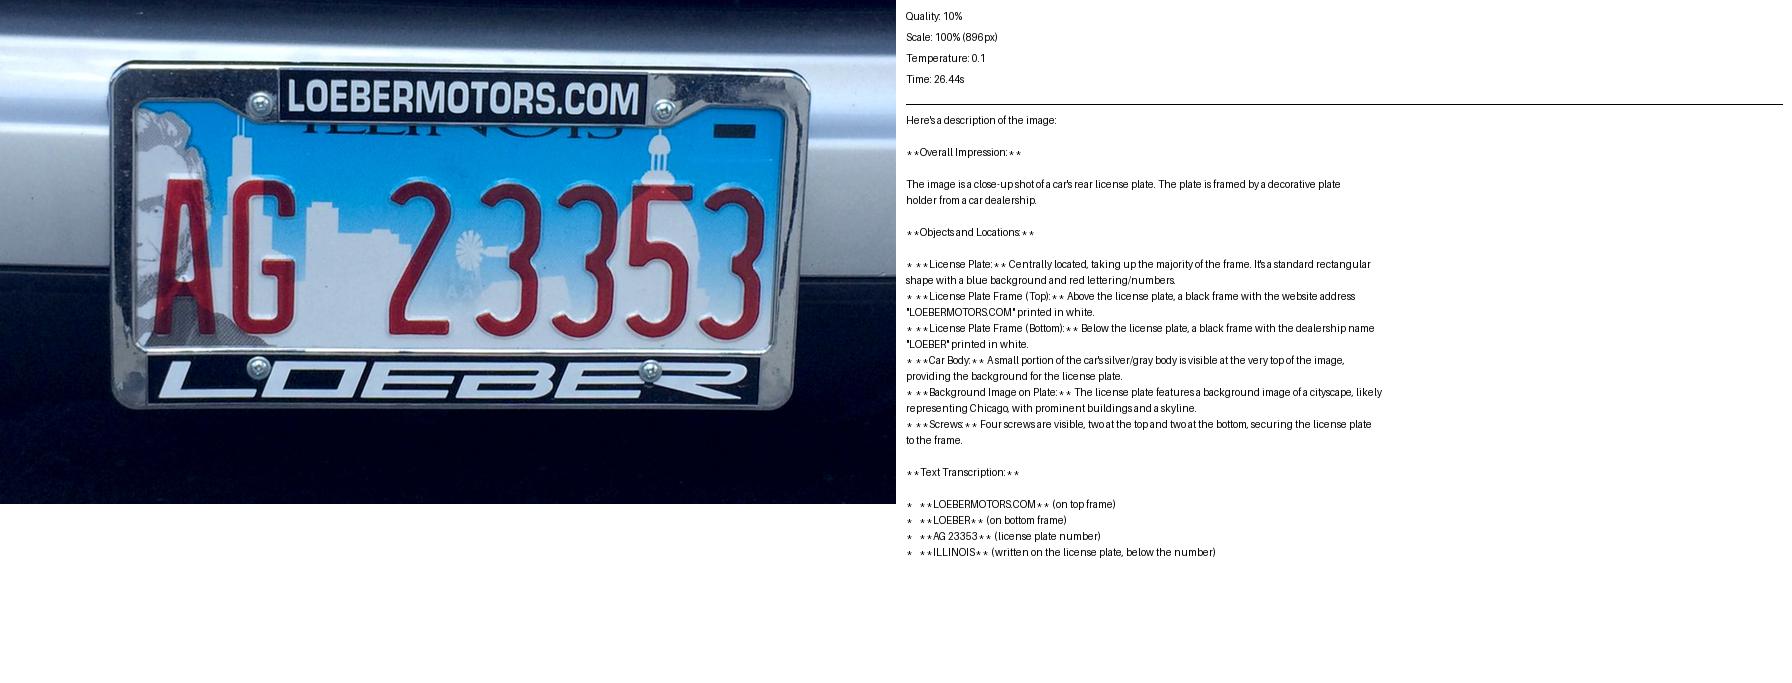 LOEBERMOTORS.COM
ILLINOIS
AG 23353
LOEBER
Quality: 10%
Scale: 100% (896px)
Temperature: 0.1
Time: 26.44s
Here's a description of the image:
**Overall Impression:**
The image is a close-up shot of a car's rear license plate. The plate is framed by a decorative plate
holder from a car dealership.
**Objects and Locations:**
* **License Plate:** Centrally located, taking up the majority of the frame. It's a standard rectangular
shape with a blue background and red lettering/numbers.
* **License Plate Frame (Top):** Above the license plate, a black frame with the website address
"LOEBERMOTORS.COM" printed in white.
* **License Plate Frame (Bottom):** Below the license plate, a black frame with the dealership name
"LOEBER" printed in white.
* **Car Body:** A small portion of the car's silver/gray body is visible at the very top of the image,
providing the background for the license plate.
* **Background Image on Plate:** The license plate features a background image of a cityscape, likely
representing Chicago, with prominent buildings and a skyline.
* **Screws:** Four screws are visible, two at the top and two at the bottom, securing the license plate
to the frame.
**Text Transcription:**
* **LOEBERMOTORS.COM** (on top frame)
* **LOEBER** (on bottom frame)
* **AG 23353** (license plate number)
* **ILLINOIS** (written on the license plate, below the number)